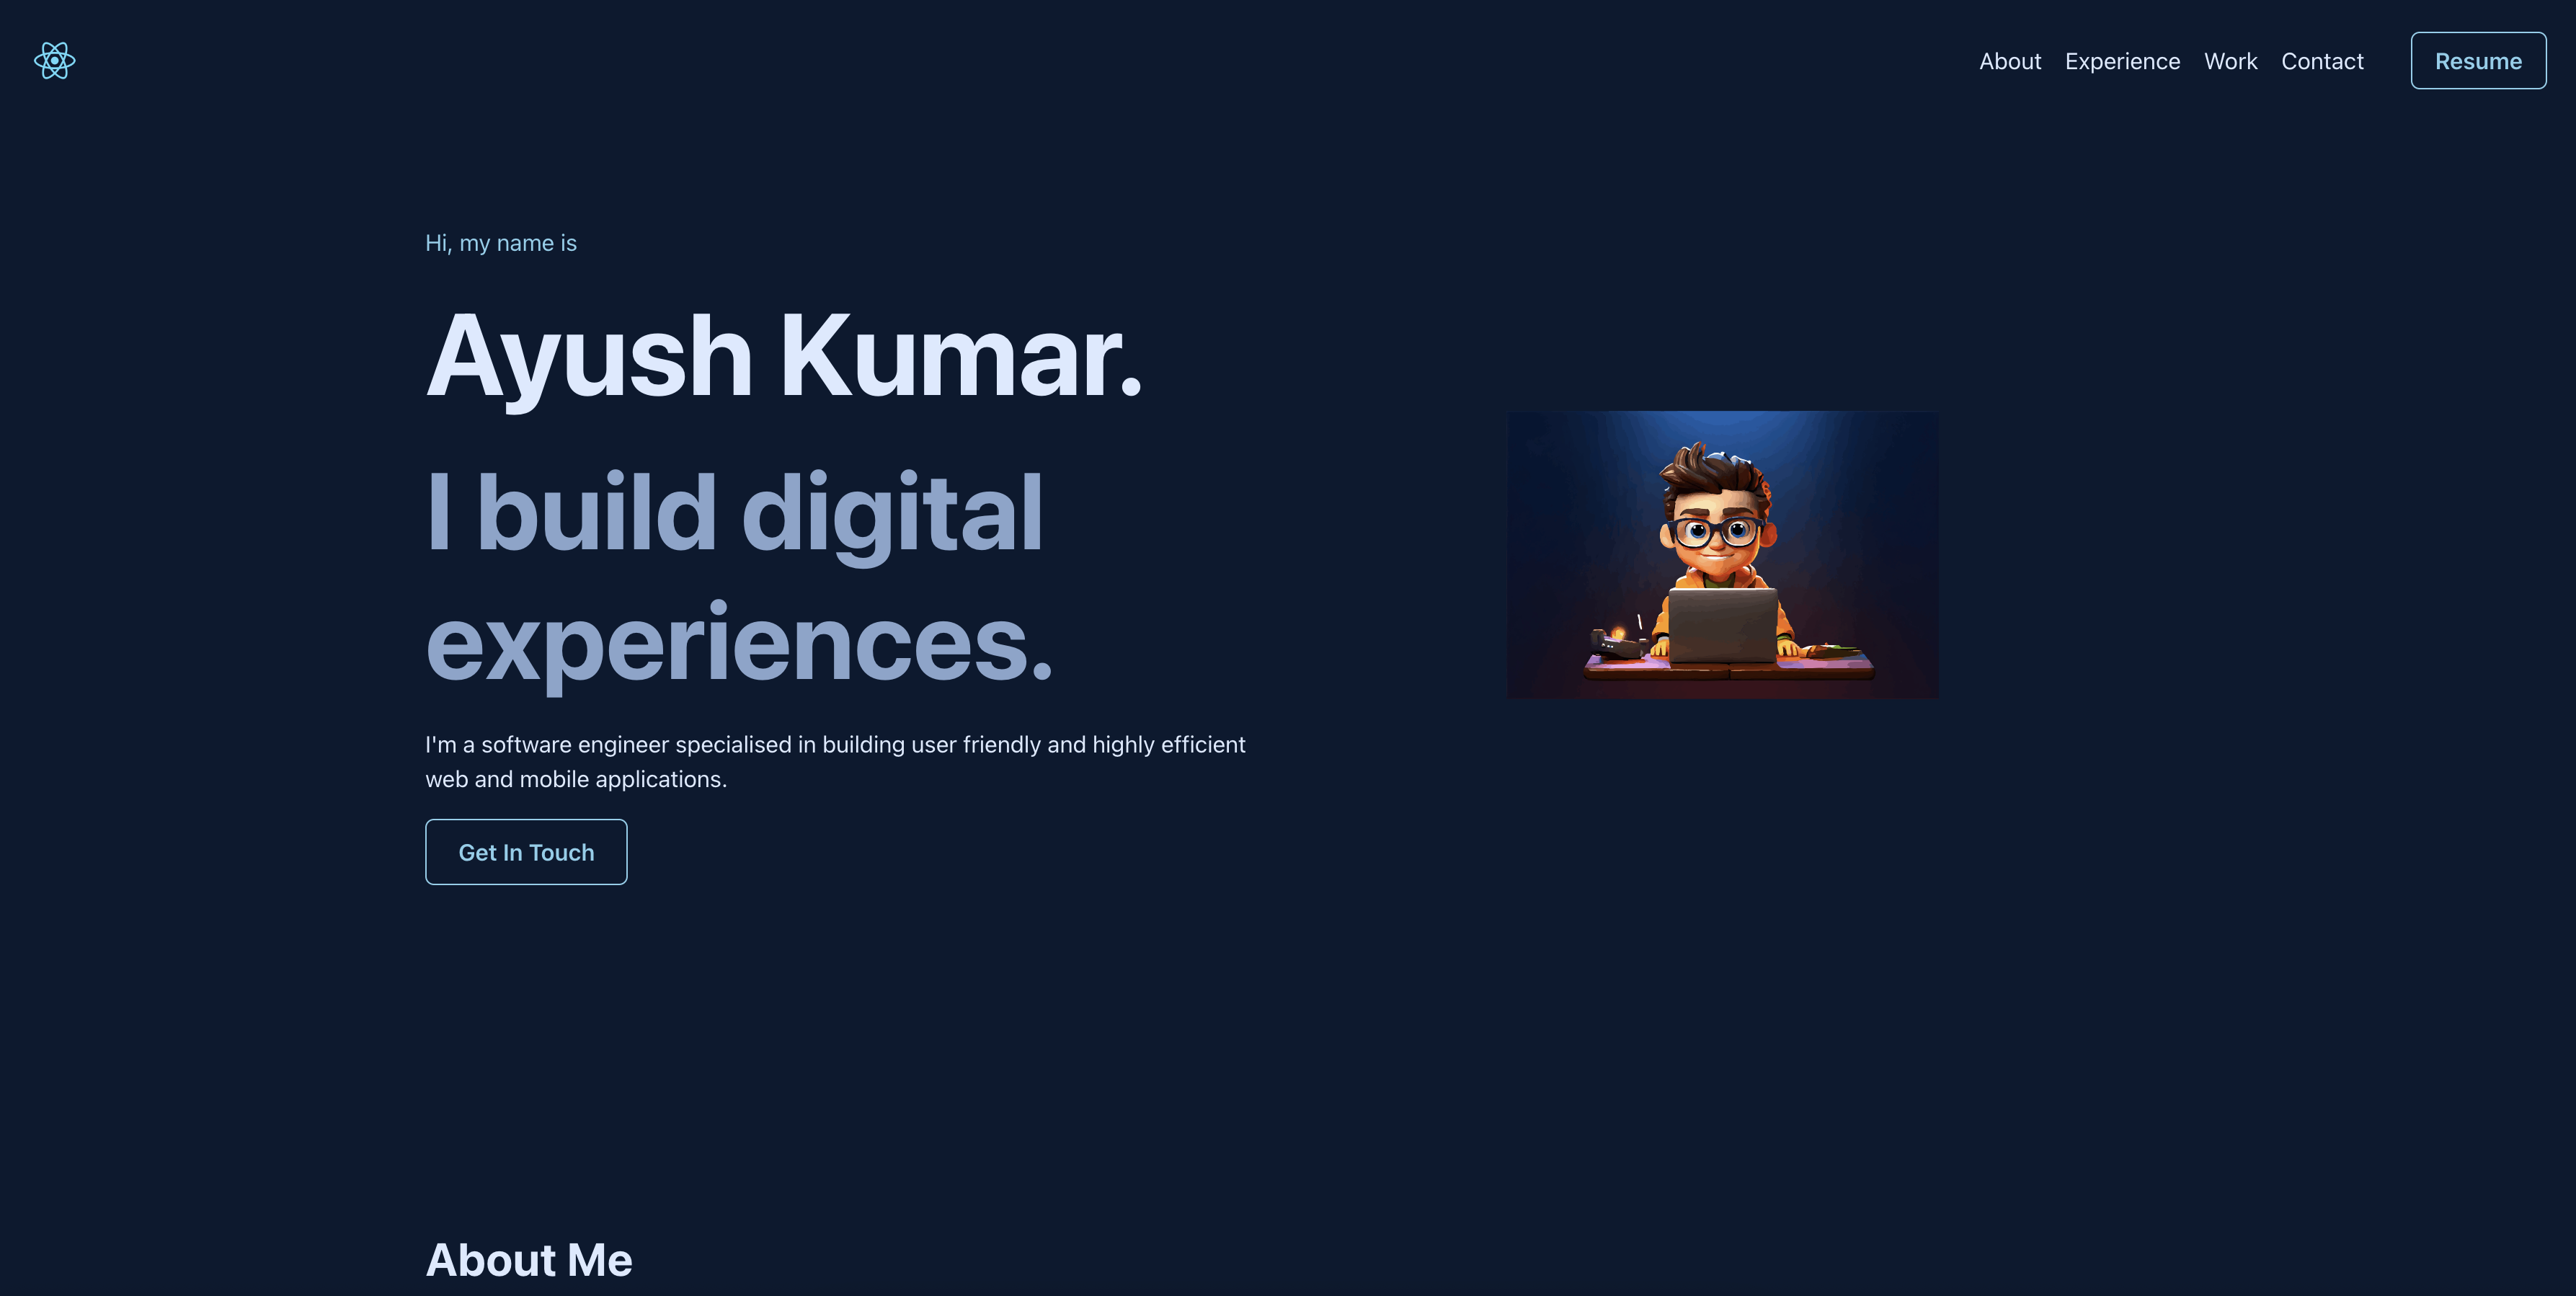 About Experience Work Contact Resume
Hi, my name is
Ayush Kumar.
I build digital
experiences.
I'm a software engineer specialised in building user friendly and highly efficient
web and mobile applications.
Get In Touch
About Me